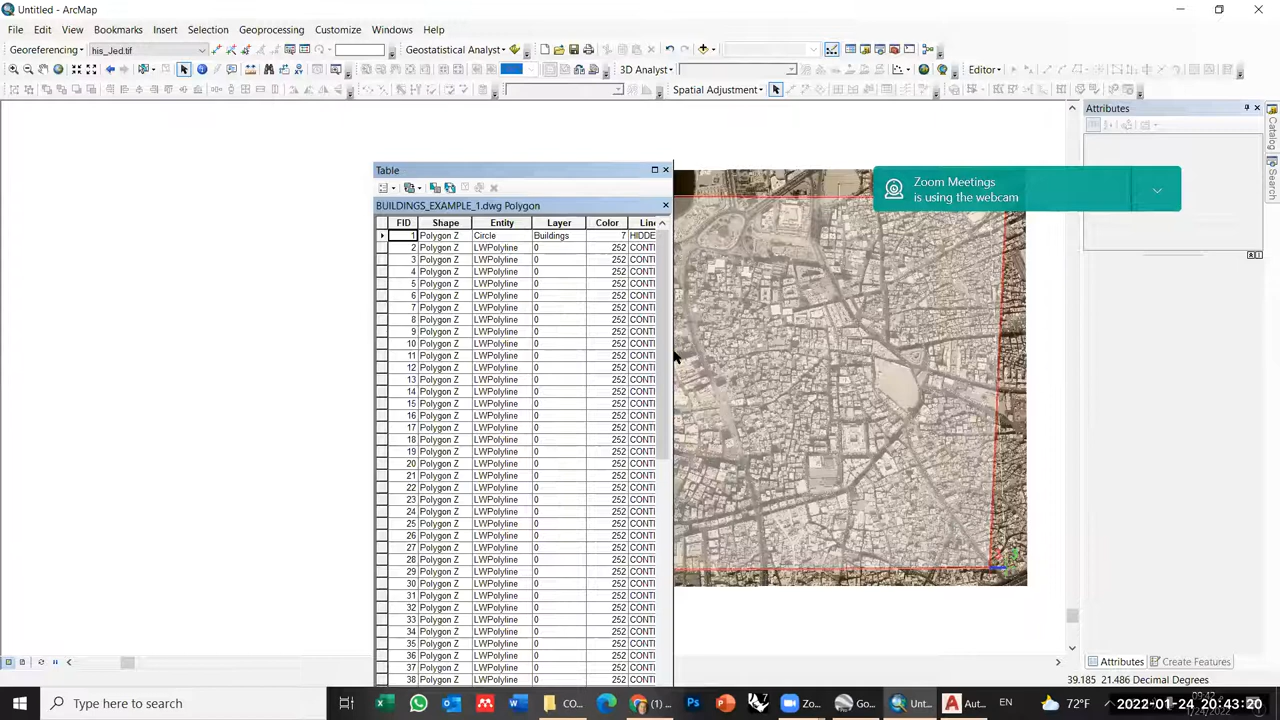 Untitled - ArcMap
File Edit View Bookmarks Insert Selection Geoprocessing Customize Windows Help
Georeferencing his_Jed.tif Geostatistical Analyst
3D Analyst Editor
Spatial Adjustment
Attributes
Catalog
Search
Zoom Meetings
is using the webcam
Table
BUILDINGS_EXAMPLE_1.dwg Polygon
FID Shape Entity Layer Color Line
1 Polygon Z Circle Buildings 7 HIDDE
2 Polygon Z LWPolyline 0 252 CONTI
3 Polygon Z LWPolyline 0 252 CONTI
4 Polygon Z LWPolyline 0 252 CONTI
5 Polygon Z LWPolyline 0 252 CONTI
6 Polygon Z LWPolyline 0 252 CONTI
7 Polygon Z LWPolyline 0 252 CONTI
8 Polygon Z LWPolyline 0 252 CONTI
9 Polygon Z LWPolyline 0 252 CONTI
10 Polygon Z LWPolyline 0 252 CONTI
11 Polygon Z LWPolyline 0 252 CONTI
12 Polygon Z LWPolyline 0 252 CONTI
13 Polygon Z LWPolyline 0 252 CONTI
14 Polygon Z LWPolyline 0 252 CONTI
15 Polygon Z LWPolyline 0 252 CONTI
16 Polygon Z LWPolyline 0 252 CONTI
17 Polygon Z LWPolyline 0 252 CONTI
18 Polygon Z LWPolyline 0 252 CONTI
19 Polygon Z LWPolyline 0 252 CONTI
20 Polygon Z LWPolyline 0 252 CONTI
21 Polygon Z LWPolyline 0 252 CONTI
22 Polygon Z LWPolyline 0 252 CONTI
23 Polygon Z LWPolyline 0 252 CONTI
24 Polygon Z LWPolyline 0 252 CONTI
25 Polygon Z LWPolyline 0 252 CONTI
26 Polygon Z LWPolyline 0 252 CONTI
27 Polygon Z LWPolyline 0 252 CONTI
28 Polygon Z LWPolyline 0 252 CONTI
29 Polygon Z LWPolyline 0 252 CONTI
30 Polygon Z LWPolyline 0 252 CONTI
31 Polygon Z LWPolyline 0 252 CONTI
32 Polygon Z LWPolyline 0 252 CONTI
33 Polygon Z LWPolyline 0 252 CONTI
34 Polygon Z LWPolyline 0 252 CONTI
35 Polygon Z LWPolyline 0 252 CONTI
36 Polygon Z LWPolyline 0 252 CONTI
37 Polygon Z LWPolyline 0 252 CONTI
38 Polygon Z LWPolyline 0 252 CONTI
Attributes Create Features
39.185 21.486 Decimal Degrees
Type here to search CO... (1) ... Zo... Go... Unt... Aut... EN 72°F
2022-01-24 20:43:20